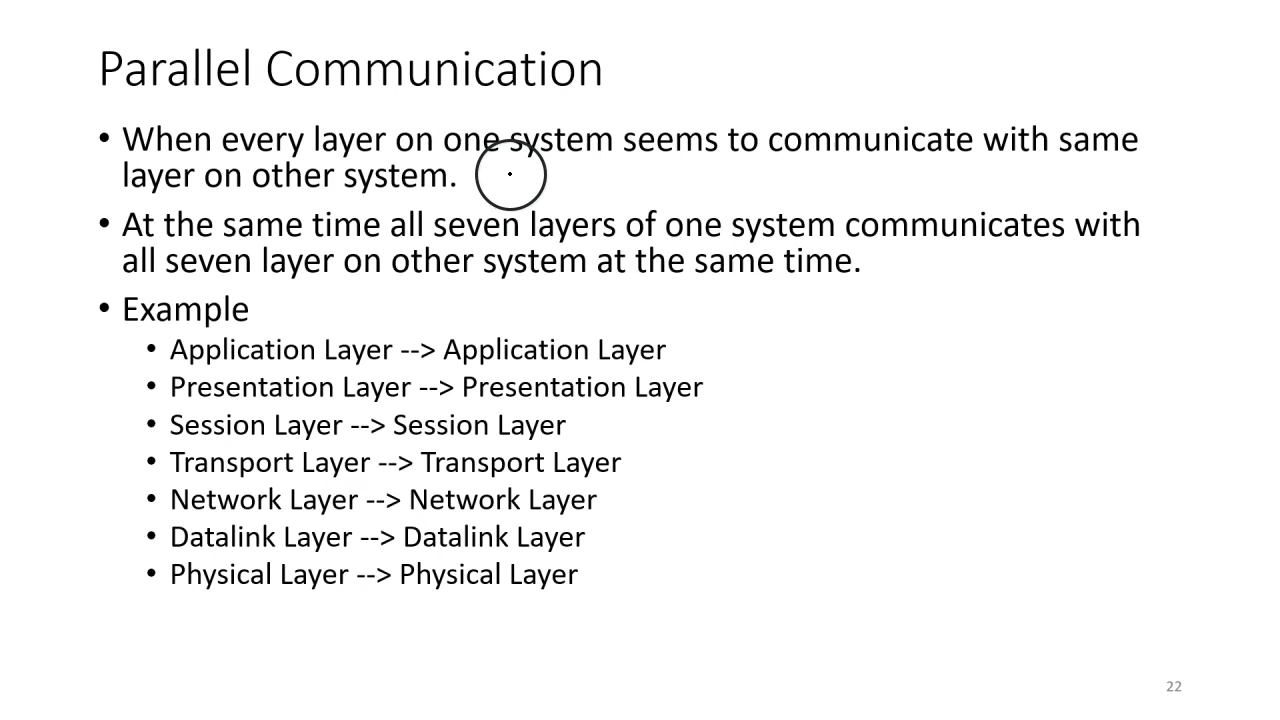 Parallel Communication
• When every layer on one system seems to communicate with same
layer on other system.
• At the same time all seven layers of one system communicates with
all seven layer on other system at the same time.
• Example
• Application Layer --> Application Layer
• Presentation Layer --> Presentation Layer
• Session Layer --> Session Layer
• Transport Layer --> Transport Layer
• Network Layer --> Network Layer
• Datalink Layer --> Datalink Layer
• Physical Layer --> Physical Layer
22